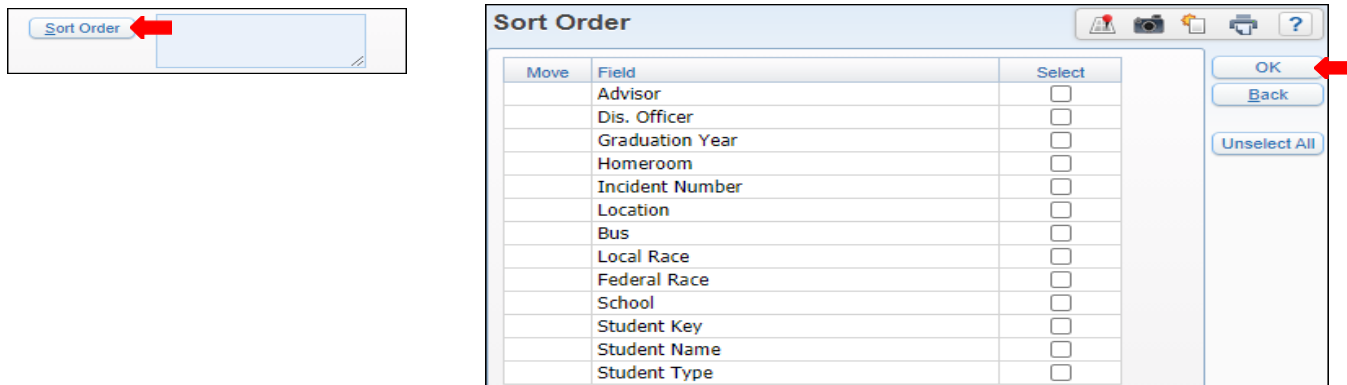 Sort Order
Sort Order
?
Move Field Select
Advisor
Dis. Officer
Graduation Year
Homeroom
Incident Number
Location
Bus
Local Race
Federal Race
School
Student Key
Student Name
Student Type
OK
Back
Unselect All